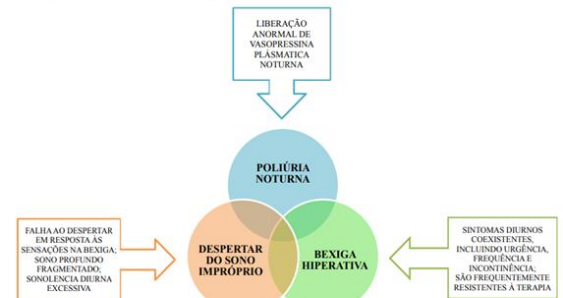 LIBERAÇÃO
ANORMAL DE
VASOPRESSINA
PLÁSMATICA
NOTURNA
POLIÚRIA
NOTURNA
FALHA AO DESPERTAR
EM RESPOSTA ÀS
SENSAÇÕES NA BEXIGA;
SONO PROFUNDO
FRAGMENTADO;
SONOLENCIA DIURNA
EXCESSIVA
DESPERTAR
DO SONO
IMPRÓPRIO
BEXIGA
HIPERATIVA
SINTOMAS DIURNOS
COEXISTENTES,
INCLUINDO URGÊNCIA,
FREQUÊNCIA E
INCONTINÊNCIA;
SÃO FREQUENTEMENTE
RESISTENTES À TERAPIA